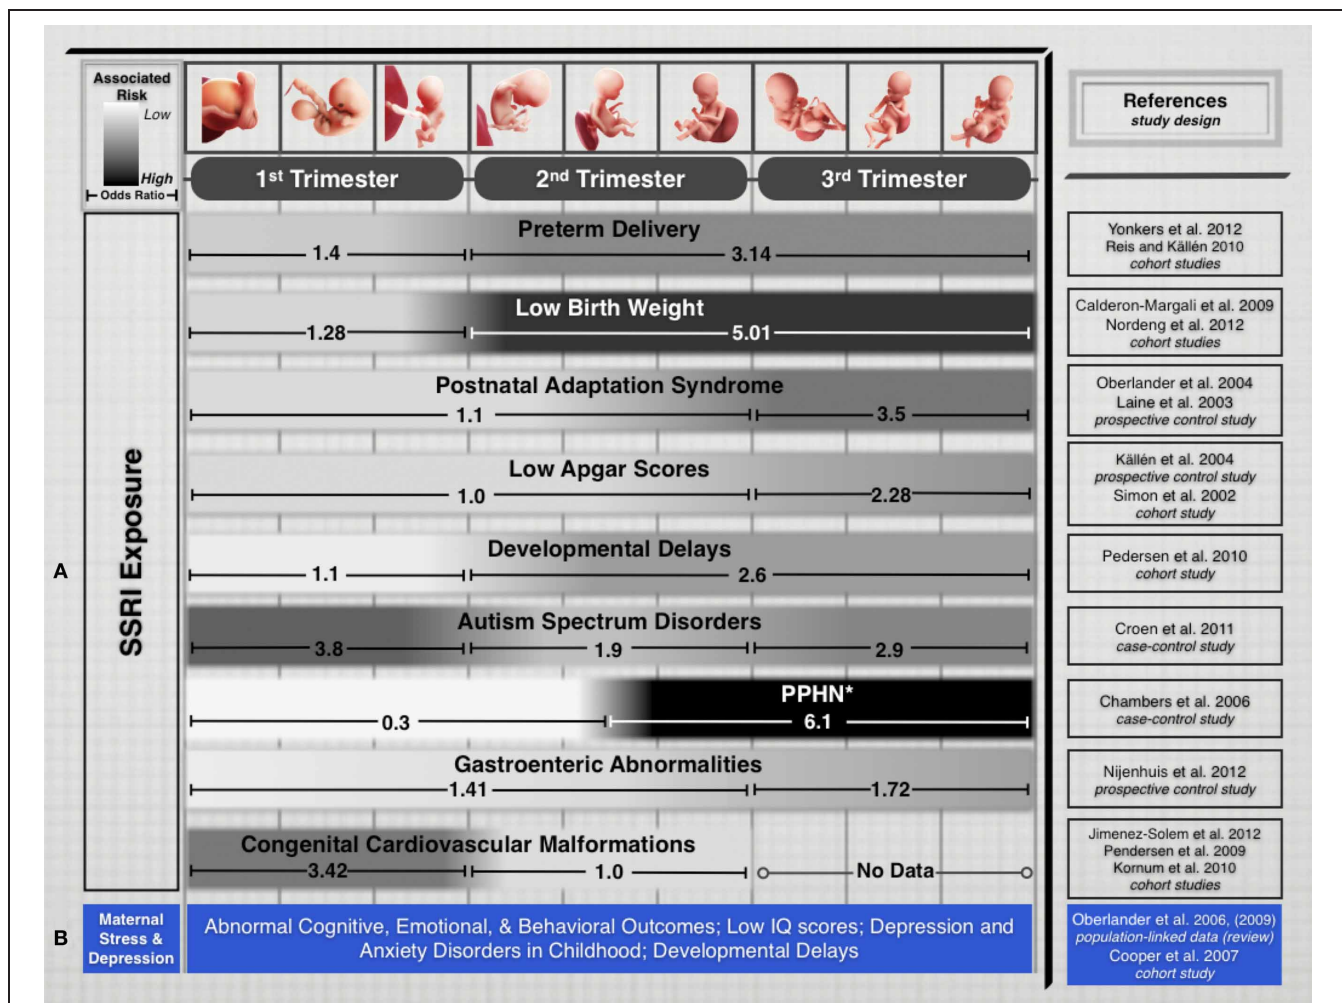 Associated
Risk
Low
High
Odds Ratio
1st Trimester
2nd Trimester
3rd Trimester
References
study design
A
SSRI Exposure
Preterm Delivery
1.4
3.14
Yonkers et al. 2012
Reis and Källén 2010
cohort studies
Low Birth Weight
1.28
5.01
Calderon-Margali et al. 2009
Nordeng et al. 2012
cohort studies
Postnatal Adaptation Syndrome
1.1
3.5
Oberlander et al. 2004
Laine et al. 2003
prospective control study
Low Apgar Scores
1.0
2.28
Källén et al. 2004
prospective control study
Simon et al. 2002
cohort study
Developmental Delays
1.1
2.6
Pedersen et al. 2010
cohort study
Autism Spectrum Disorders
3.8
1.9
2.9
Croen et al. 2011
case-control study
PPHN*
0.3
6.1
Chambers et al. 2006
case-control study
Gastroenteric Abnormalities
1.41
1.72
Nijenhuis et al. 2012
prospective control study
Congenital Cardiovascular Malformations
3.42
1.0
No Data
Jimenez-Solem et al. 2012
Pendersen et al. 2009
Kornum et al. 2010
cohort studies
B
Maternal
Stress &
Depression
Abnormal Cognitive, Emotional, & Behavioral Outcomes; Low IQ scores; Depression and
Anxiety Disorders in Childhood; Developmental Delays
Oberlander et al. 2006, (2009)
population-linked data (review)
Cooper et al. 2007
cohort study